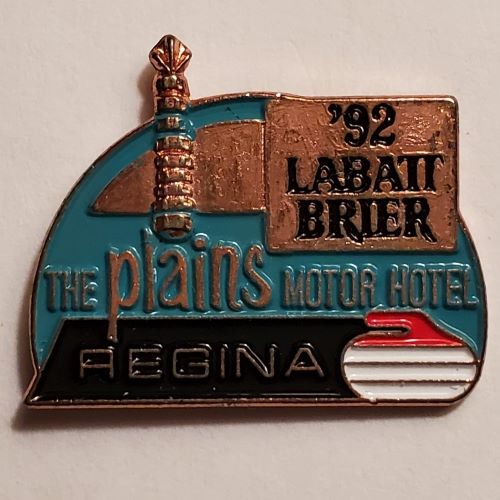 '92
LABATT
BRIER
THE plains MOTOR HOTEL
REGINA